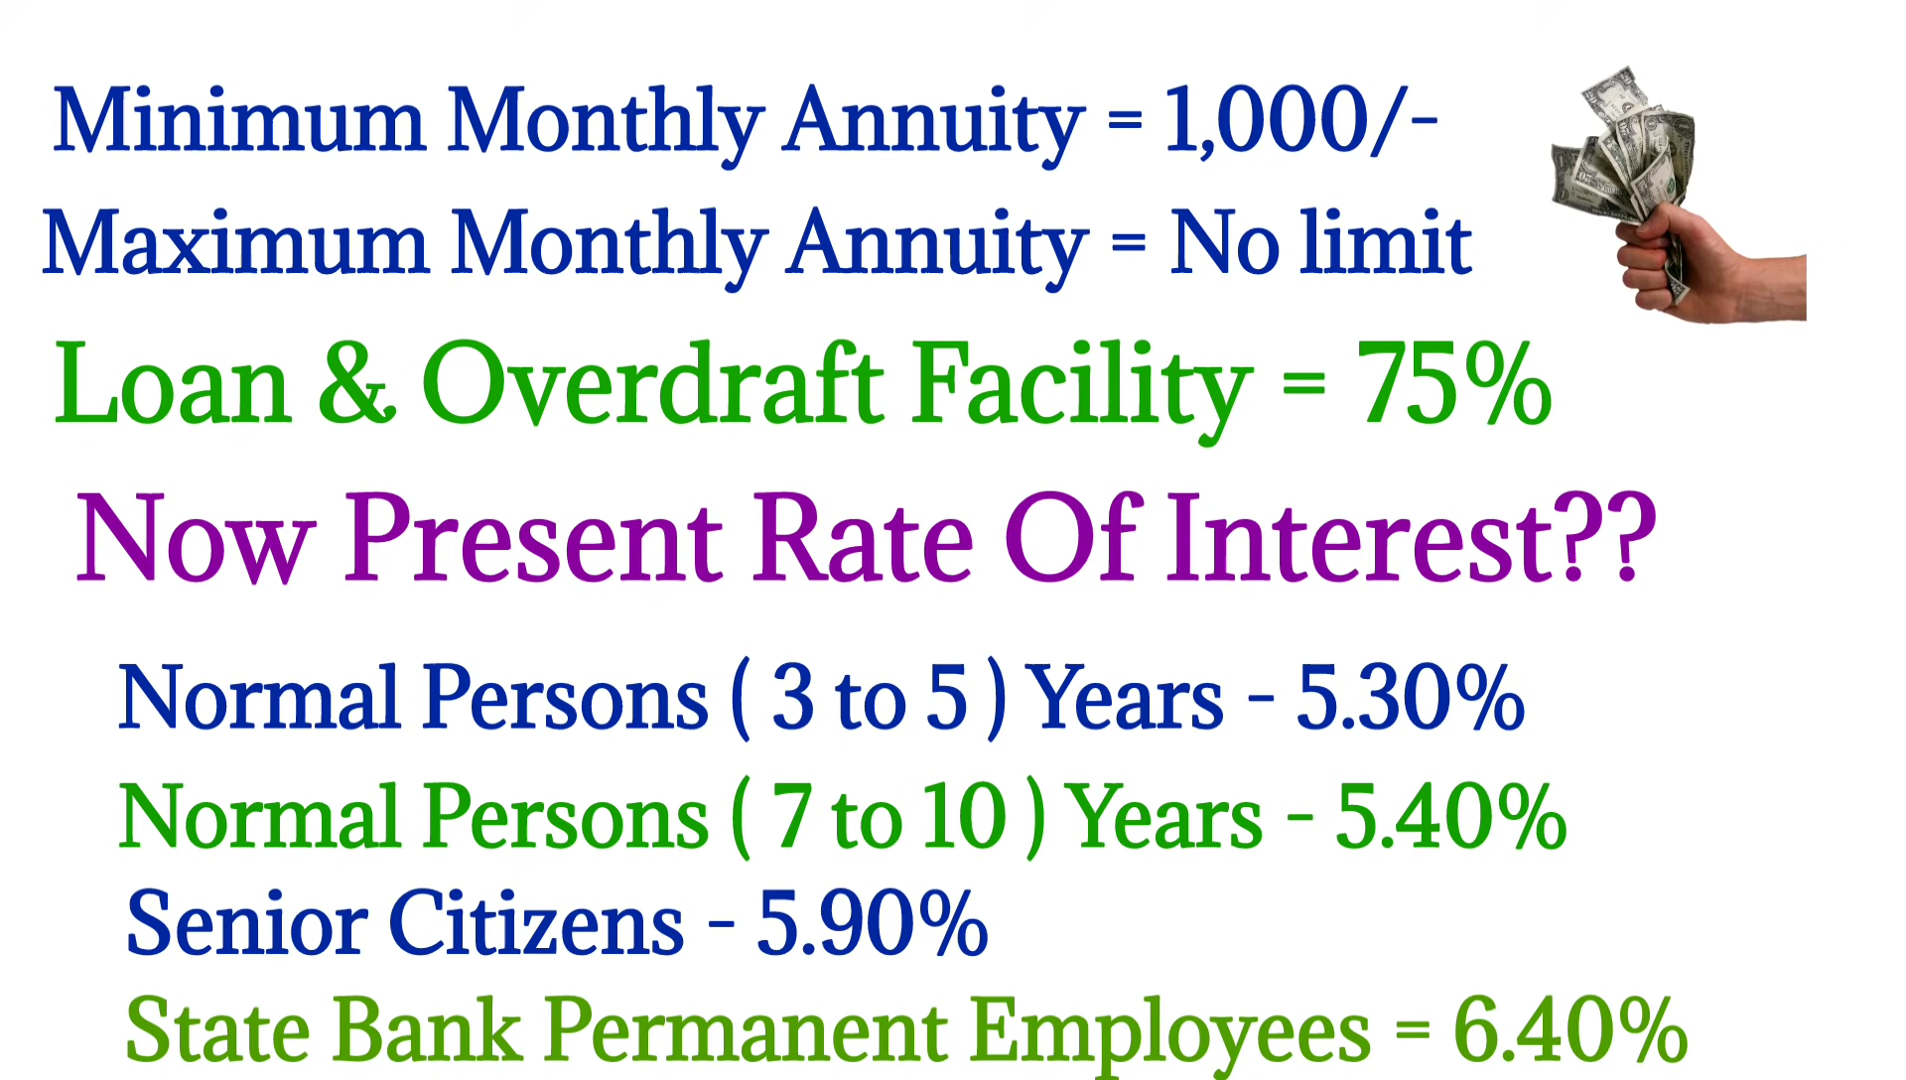 Minimum Monthly Annuity = 1,000/-
Maximum Monthly Annuity = No limit
Loan & Overdraft Facility = 75%
Now Present Rate Of Interest??
Normal Persons ( 3 to 5 ) Years - 5.30%
Normal Persons ( 7 to 10 ) Years - 5.40%
Senior Citizens - 5.90%
State Bank Permanent Employees = 6.40%